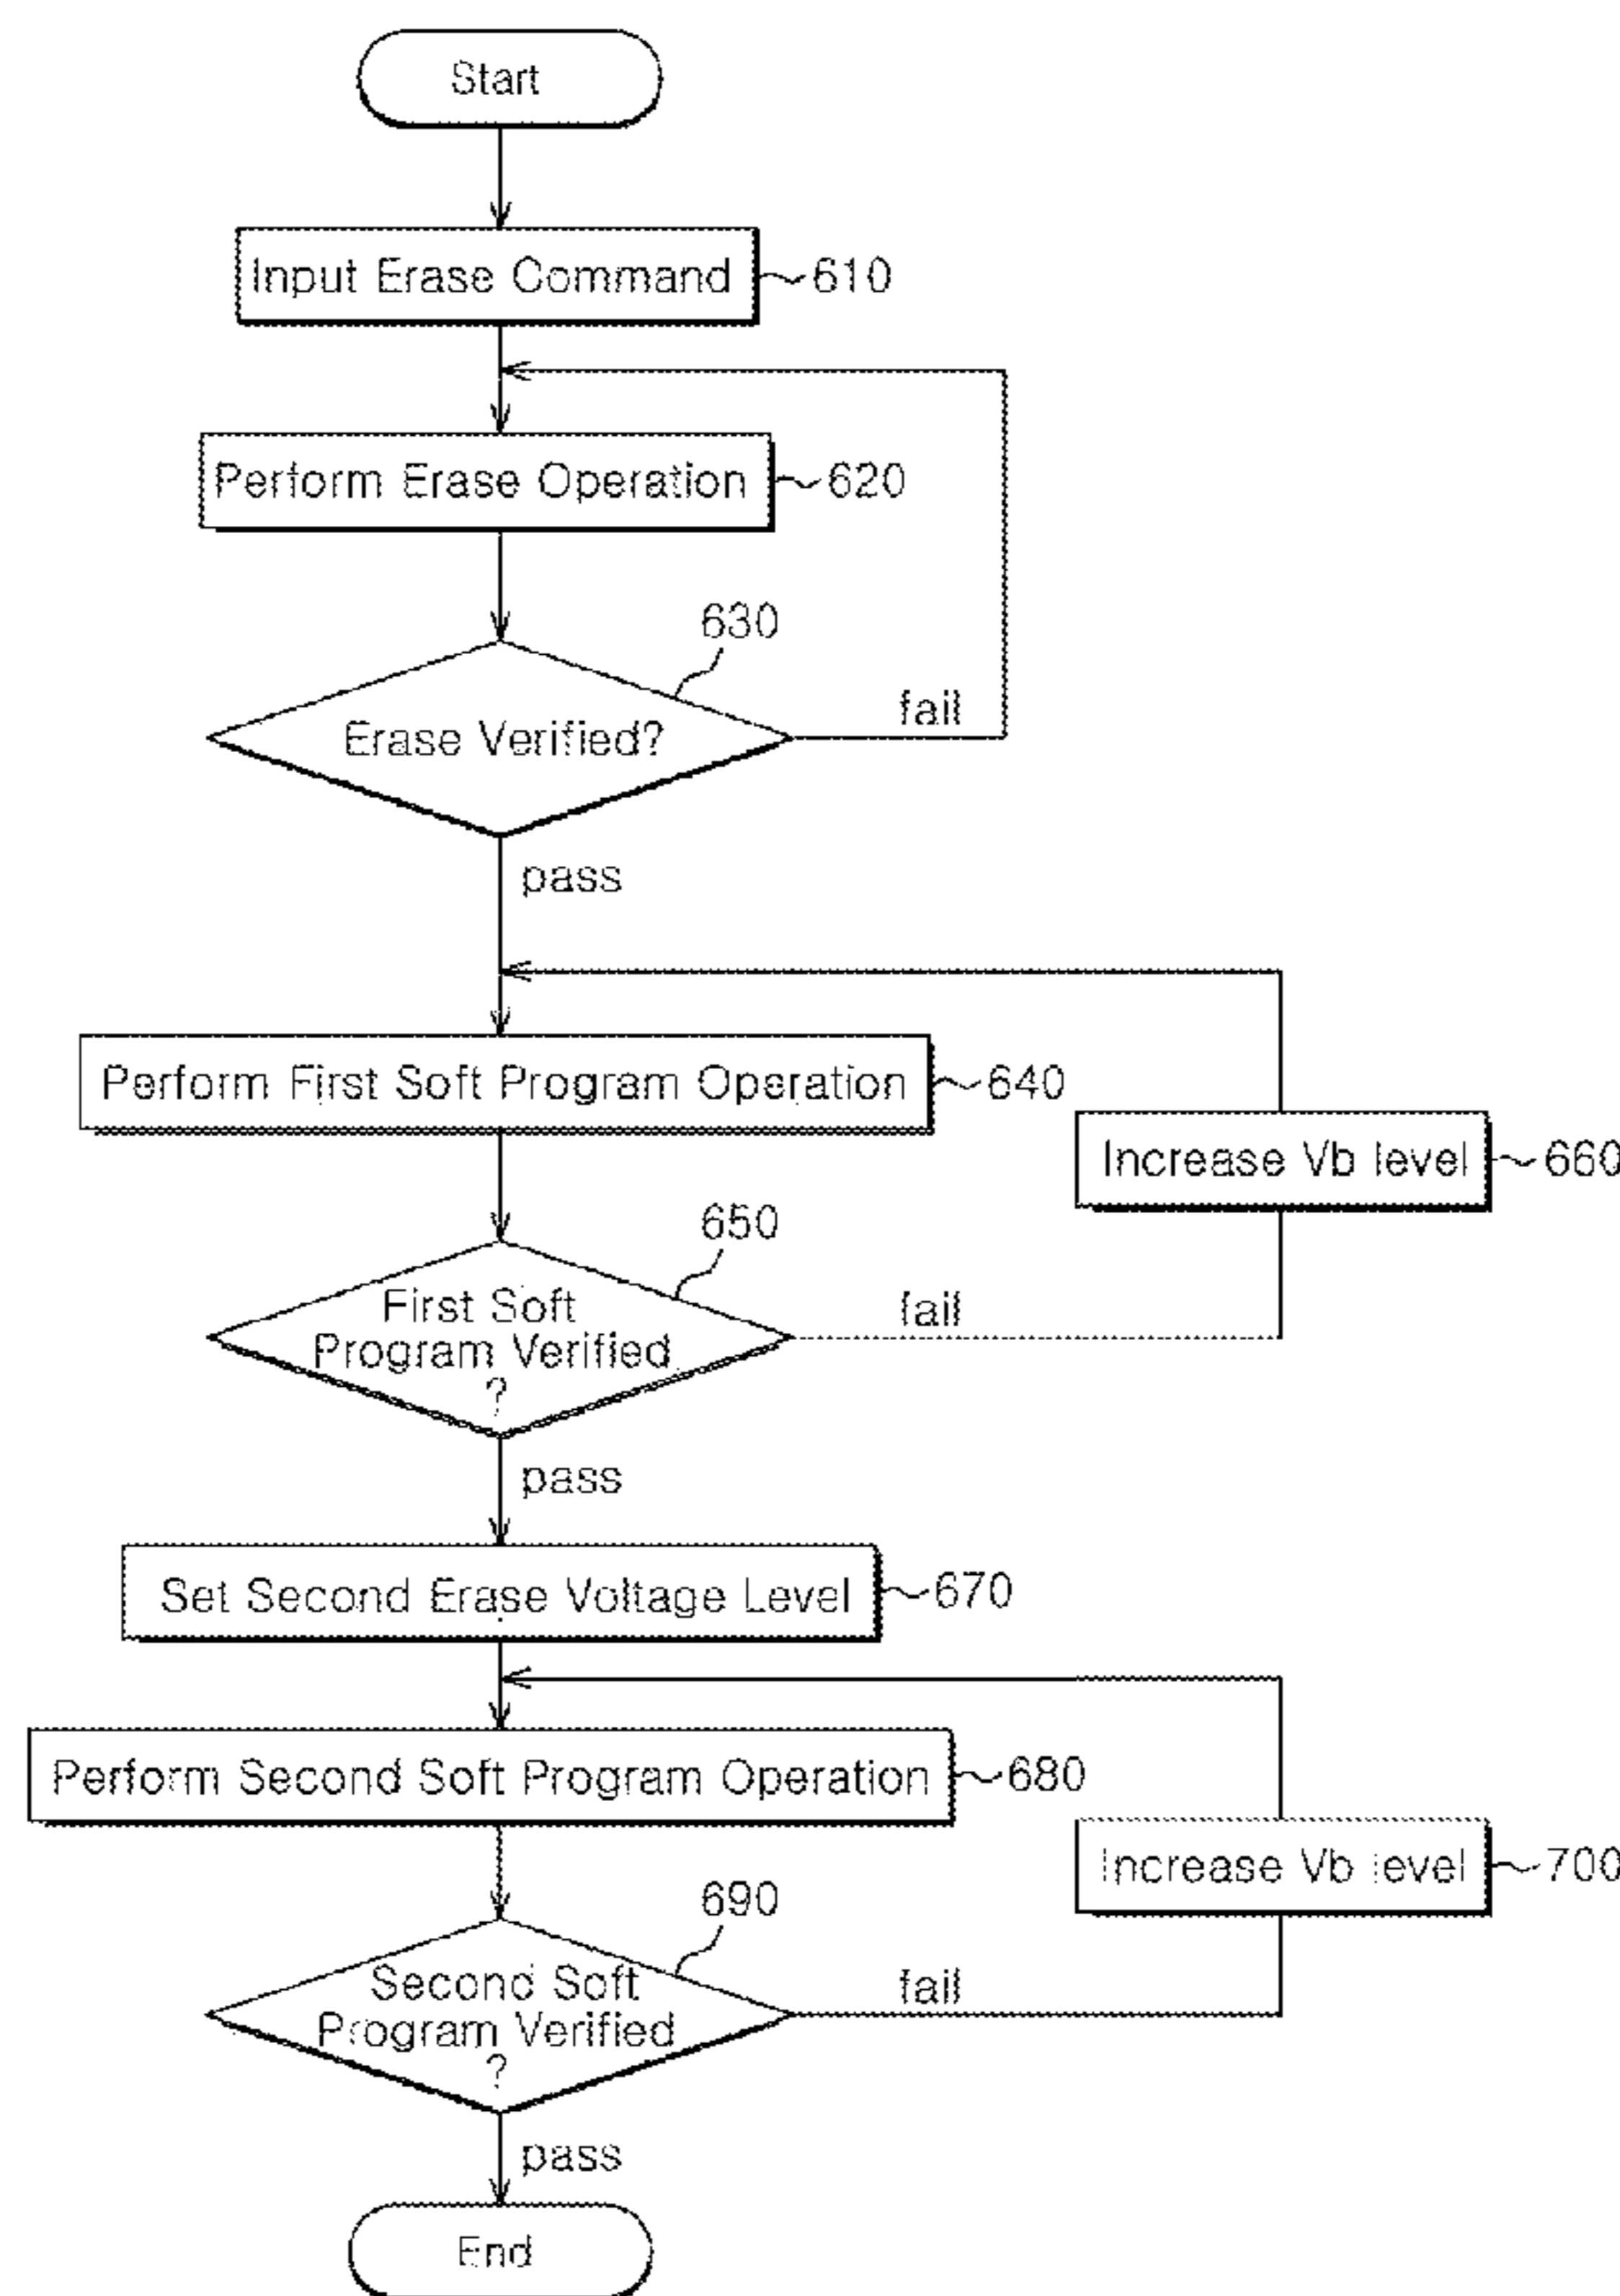 Start
Input Erase Command
610
Perform Erase Operation
620
630
Erase Verified?
fail
pass
Perform First Soft Program Operation
640
Increase Vb level
660
650
First Soft
Program Verified
?
fail
pass
Set Second Erase Voltage Level
670
Perform Second Soft Program Operation
680
Increase Vb level
700
690
Second Soft
Program Verified
?
fail
pass
End